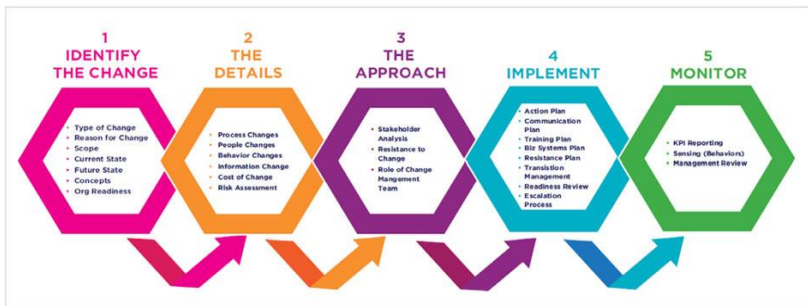 1
IDENTIFY
THE CHANGE
Type of Change
Reason for Change
Scope
Current State
Future State
Concepts
Org Readiness
2
THE
DETAILS
Process Changes
People Changes
Behavior Changes
Information Change
Cost of Change
Risk Assessment
3
THE
APPROACH
Stakeholder
Analysis
Resistance to
Change
Role of Change
Mangement
Team
4
IMPLEMENT
Action Plan
Communication
Plan
Training Plan
Biz Systems Plan
Resistance Plan
Transistion
Management
Readiness Review
Escalation
Process
5
MONITOR
KPI Reporting
Sensing (Behaviors)
Management Review